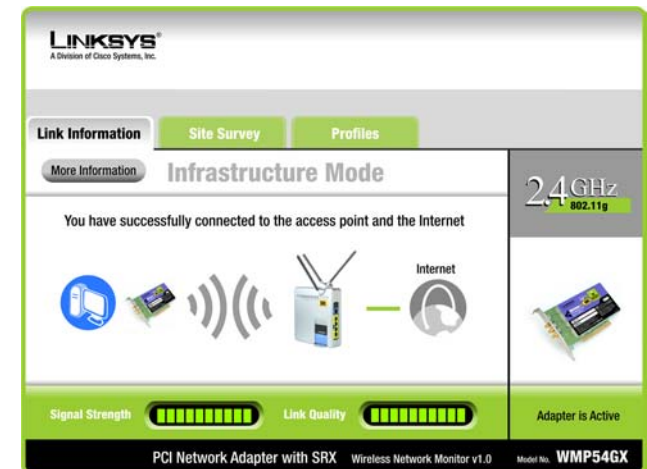 LINKSYS®
A Division of Cisco Systems, Inc.
Link Information
Site Survey
Profiles
More Information
Infrastructure Mode
2.4GHz
802.11g
You have successfully connected to the access point and the Internet
Internet
Signal Strength
Link Quality
Adapter is Active
PCI Network Adapter with SRX
Wireless Network Monitor v1.0
Model No.
WMP54GX